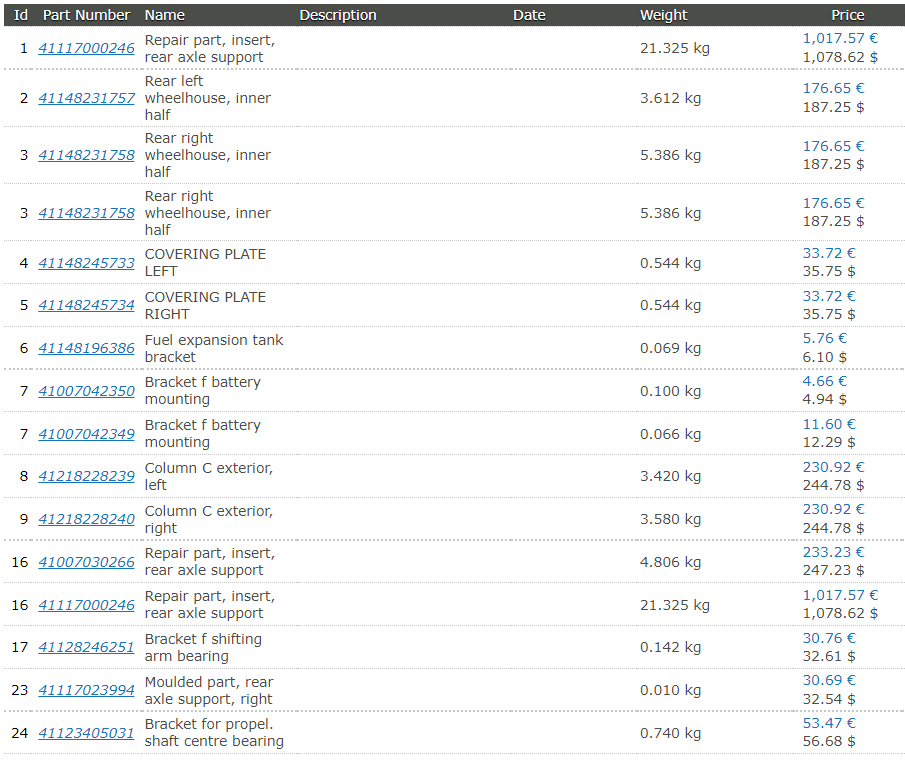 Id Part Number Name Description Date Weight Price
1 41117000246 Repair part, insert, rear axle support 21.325 kg 1,017.57 € 1,078.62 $
2 41148231757 Rear left wheelhouse, inner half 3.612 kg 176.65 € 187.25 $
3 41148231758 Rear right wheelhouse, inner half 5.386 kg 176.65 € 187.25 $
3 41148231758 Rear right wheelhouse, inner half 5.386 kg 176.65 € 187.25 $
4 41148245733 COVERING PLATE LEFT 0.544 kg 33.72 € 35.75 $
5 41148245734 COVERING PLATE RIGHT 0.544 kg 33.72 € 35.75 $
6 41148196386 Fuel expansion tank bracket 0.069 kg 5.76 € 6.10 $
7 41007042350 Bracket f battery mounting 0.100 kg 4.66 € 4.94 $
7 41007042349 Bracket f battery mounting 0.066 kg 11.60 € 12.29 $
8 41218228239 Column C exterior, left 3.420 kg 230.92 € 244.78 $
9 41218228240 Column C exterior, right 3.580 kg 230.92 € 244.78 $
16 41007030266 Repair part, insert, rear axle support 4.806 kg 233.23 € 247.23 $
16 41117000246 Repair part, insert, rear axle support 21.325 kg 1,017.57 € 1,078.62 $
17 41128246251 Bracket f shifting arm bearing 0.142 kg 30.76 € 32.61 $
23 41117023994 Moulded part, rear axle support, right 0.010 kg 30.69 € 32.54 $
24 41123405031 Bracket for propel. shaft centre bearing 0.740 kg 53.47 € 56.68 $